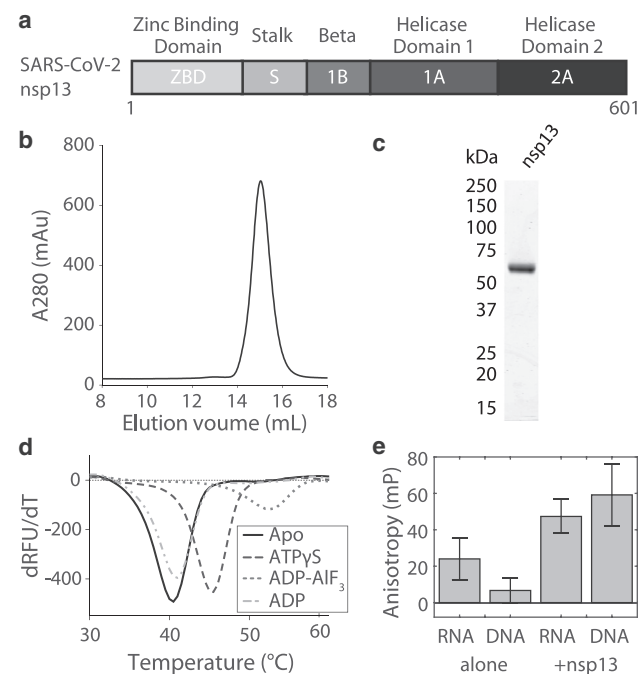 a
Zinc Binding Domain
Stalk
Beta
Helicase Domain 1
Helicase Domain 2
SARS-CoV-2 nsp13
ZBD
S
1B
1A
2A
1
601
b
800
600
400
200
0
A280 (mAu)
8
10
12
14
16
18
Elution voume (mL)
c
kDa
nsp13
250
150
100
75
50
37
25
20
15
d
0
-200
-400
dRFU/dT
Apo
ATPγS
ADP-AlF3
ADP
30
40
50
60
Temperature (°C)
e
80
60
40
20
0
Anisotropy (mP)
RNA
DNA
RNA
DNA
alone
+nsp13